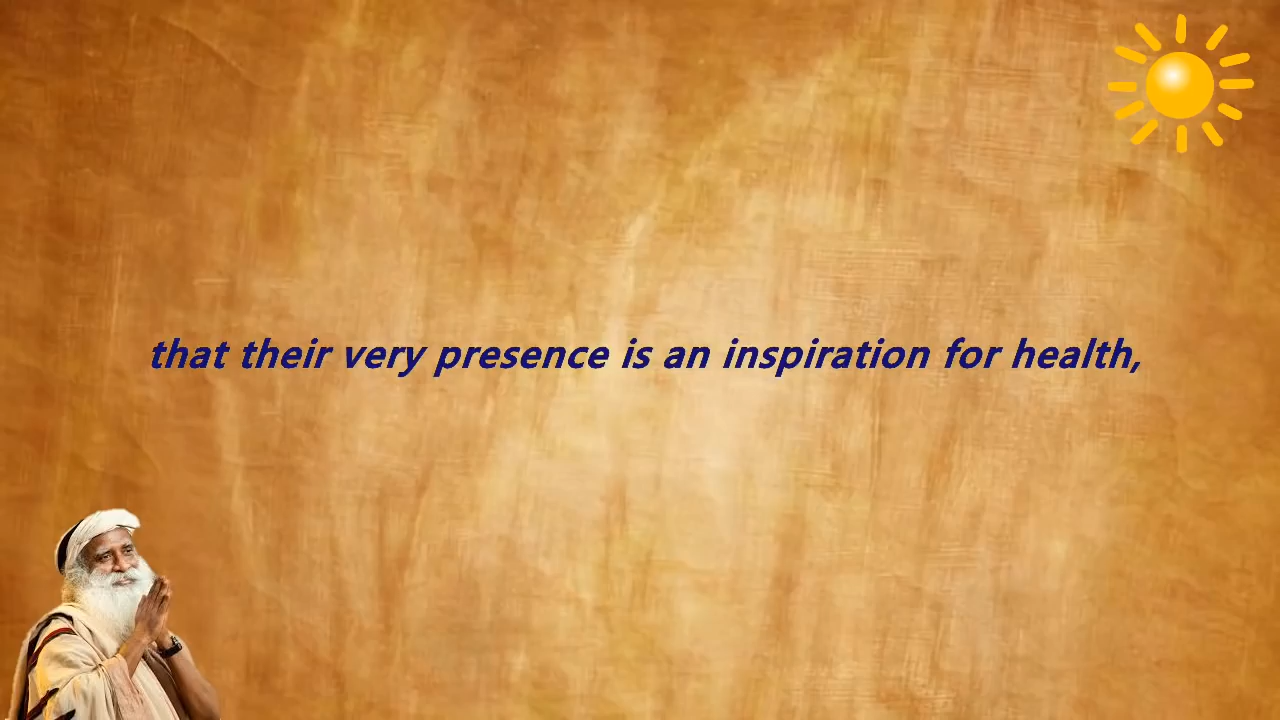 that their very presence is an inspiration for health,